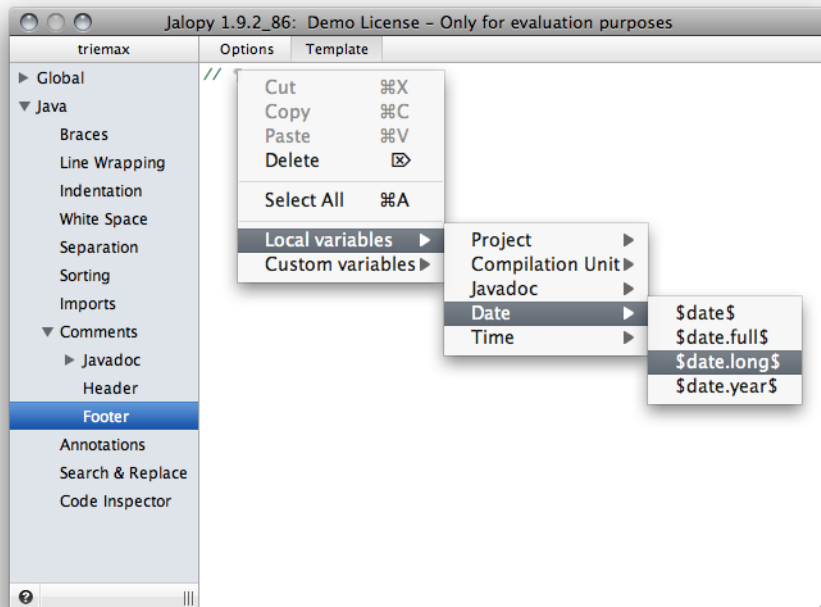 Jalopy 1.9.2_86: Demo License – Only for evaluation purposes
triemax
Options
Template
Global
Java
Braces
Line Wrapping
Indentation
White Space
Separation
Sorting
Imports
Comments
Javadoc
Header
Footer
Annotations
Search & Replace
Code Inspector
// ¶
Cut ⌘X
Copy ⌘C
Paste ⌘V
Delete ⌦
Select All ⌘A
Local variables
Custom variables
Project
Compilation Unit
Javadoc
Date
Time
$date$
$date.full$
$date.long$
$date.year$
?